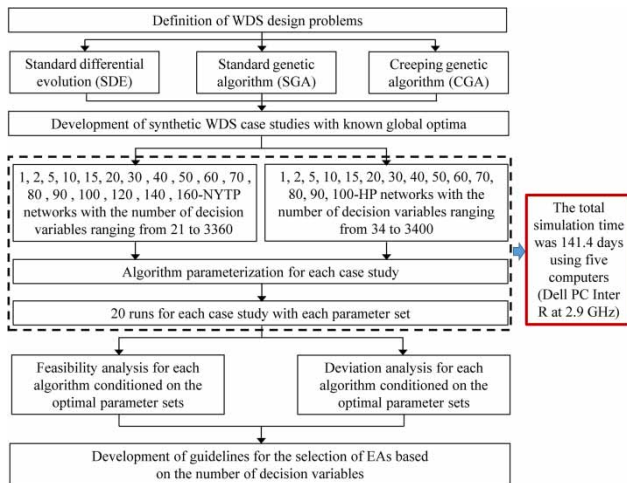 Definition of WDS design problems
Standard differential
evolution (SDE)
Standard genetic
algorithm (SGA)
Creeping genetic
algorithm (CGA)
Development of synthetic WDS case studies with known global optima
1, 2, 5, 10, 15, 20, 30 , 40 , 50 , 60 , 70 ,
80 , 90 , 100 , 120 , 140 , 160-NYTP
networks with the number of decision
variables ranging from 21 to 3360
1, 2, 5, 10, 15, 20, 30, 40, 50, 60, 70,
80, 90, 100-HP networks with the
number of decision variables ranging
from 34 to 3400
Algorithm parameterization for each case study
20 runs for each case study with each parameter set
The total
simulation time
was 141.4 days
using five
computers
(Dell PC Inter
R at 2.9 GHz)
Feasibility analysis for each
algorithm conditioned on the
optimal parameter sets
Deviation analysis for each
algorithm conditioned on the
optimal parameter sets
Development of guidelines for the selection of EAs based
on the number of decision variables